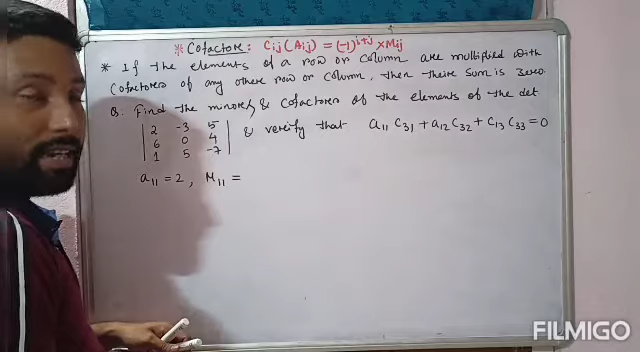 * Cofactors: Cij (Aij) = (-1)^i+j × Mij
* If the elements of a row or column are multiplied with
cofactors of any other row or column, then their sum is zero
Q: Find the minors & cofactors of the elements of the det
| 2 -3 5 |
| 6 0 4 |
| 1 5 -7 | & verify that a11 C31 + a12 C32 + C13 C33 = 0
a11 = 2, M11 =
FILMIGO